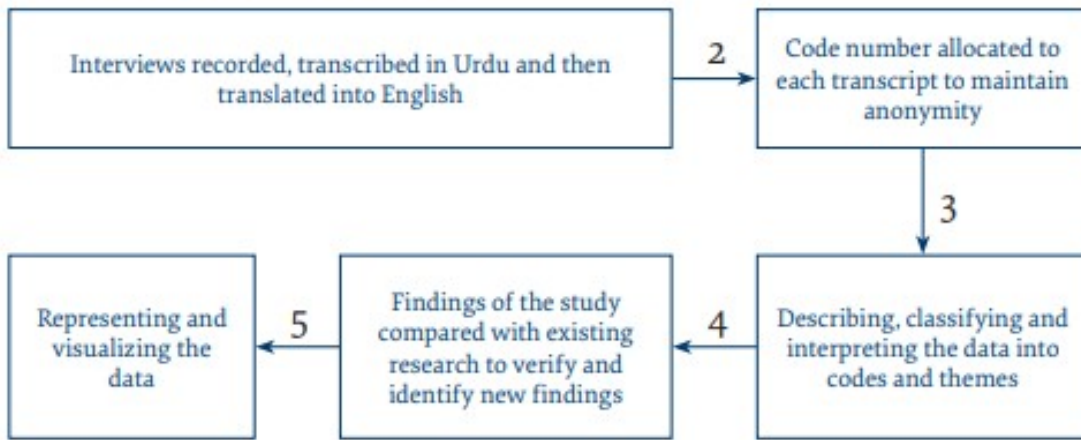 Interviews recorded, transcribed in Urdu and then
translated into English
2
Code number allocated to
each transcript to maintain
anonymity
3
Describing, classifying and
interpreting the data into
codes and themes
4
Findings of the study
compared with existing
research to verify and
identify new findings
5
Representing and
visualizing the
data